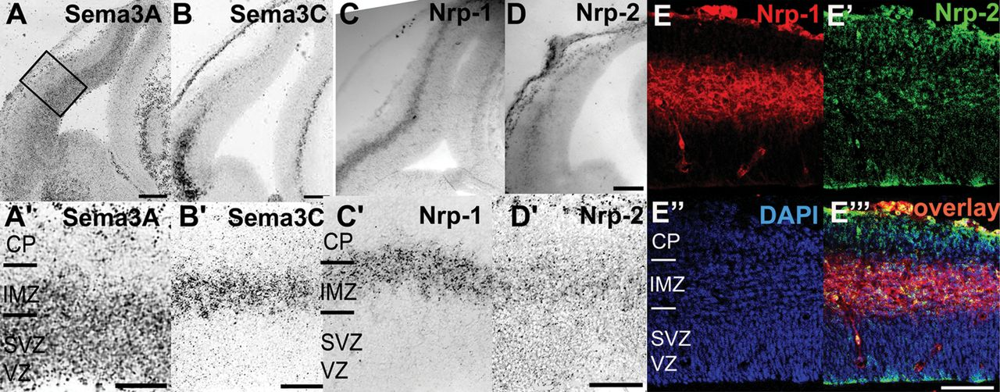 A Sema3A
B Sema3C
C Nrp-1
D Nrp-2
E Nrp-1
E’ Nrp-2
A' Sema3A
CP
IMZ
SVZ
VZ
B' Sema3C
C' Nrp-1
CP
IMZ
SVZ
VZ
D' Nrp-2
E’’ DAPI
CP
IMZ
SVZ
VZ
E’’’ overlay